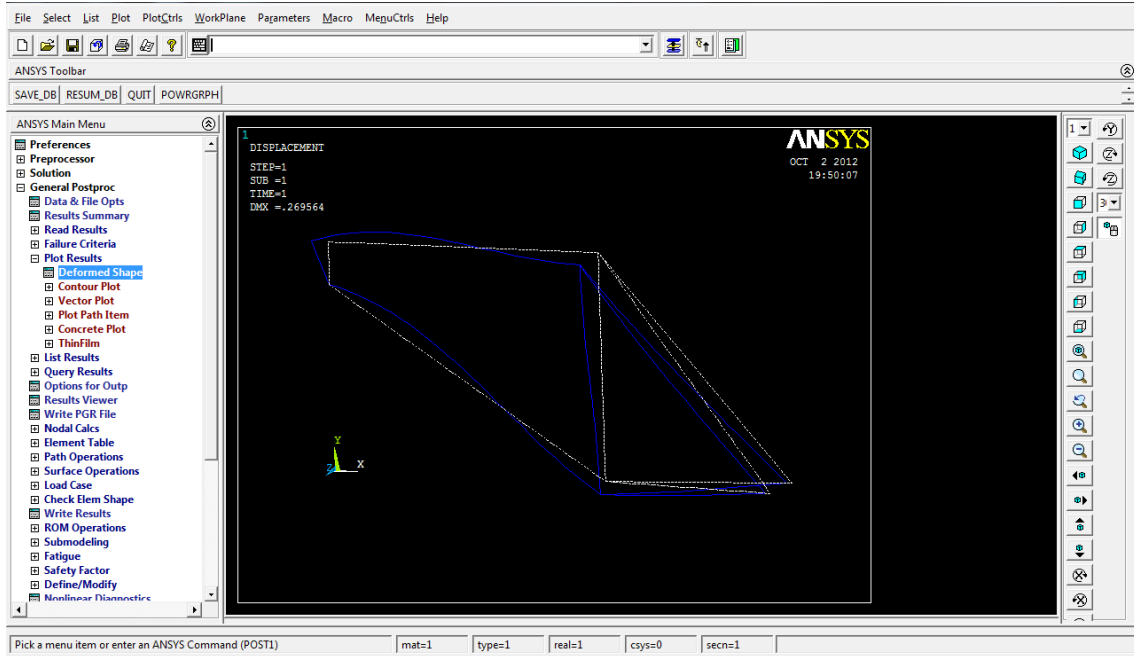 File Select List Plot PlotCtrls WorkPlane Parameters Macro MenuCtrls Help
ANSYS Toolbar
SAVE_DB RESUM_DB QUIT POWRGRPH
ANSYS Main Menu
Preferences
Preprocessor
Solution
General Postproc
Data & File Opts
Results Summary
Read Results
Failure Criteria
Plot Results
Deformed Shape
Contour Plot
Vector Plot
Plot Path Item
Concrete Plot
ThinFilm
List Results
Query Results
Options for Outp
Results Viewer
Write PGR File
Nodal Calcs
Element Table
Path Operations
Surface Operations
Load Case
Check Elem Shape
Write Results
ROM Operations
Submodeling
Fatigue
Safety Factor
Define/Modify
Nonlinear Diagnostics
1
DISPLACEMENT
STEP=1
SUB =1
TIME=1
DMX =.269564
ANSYS
OCT 2 2012
19:50:07
Y
Z X
1
Pick a menu item or enter an ANSYS Command (POST1) mat=1 type=1 real=1 csys=0 secn=1